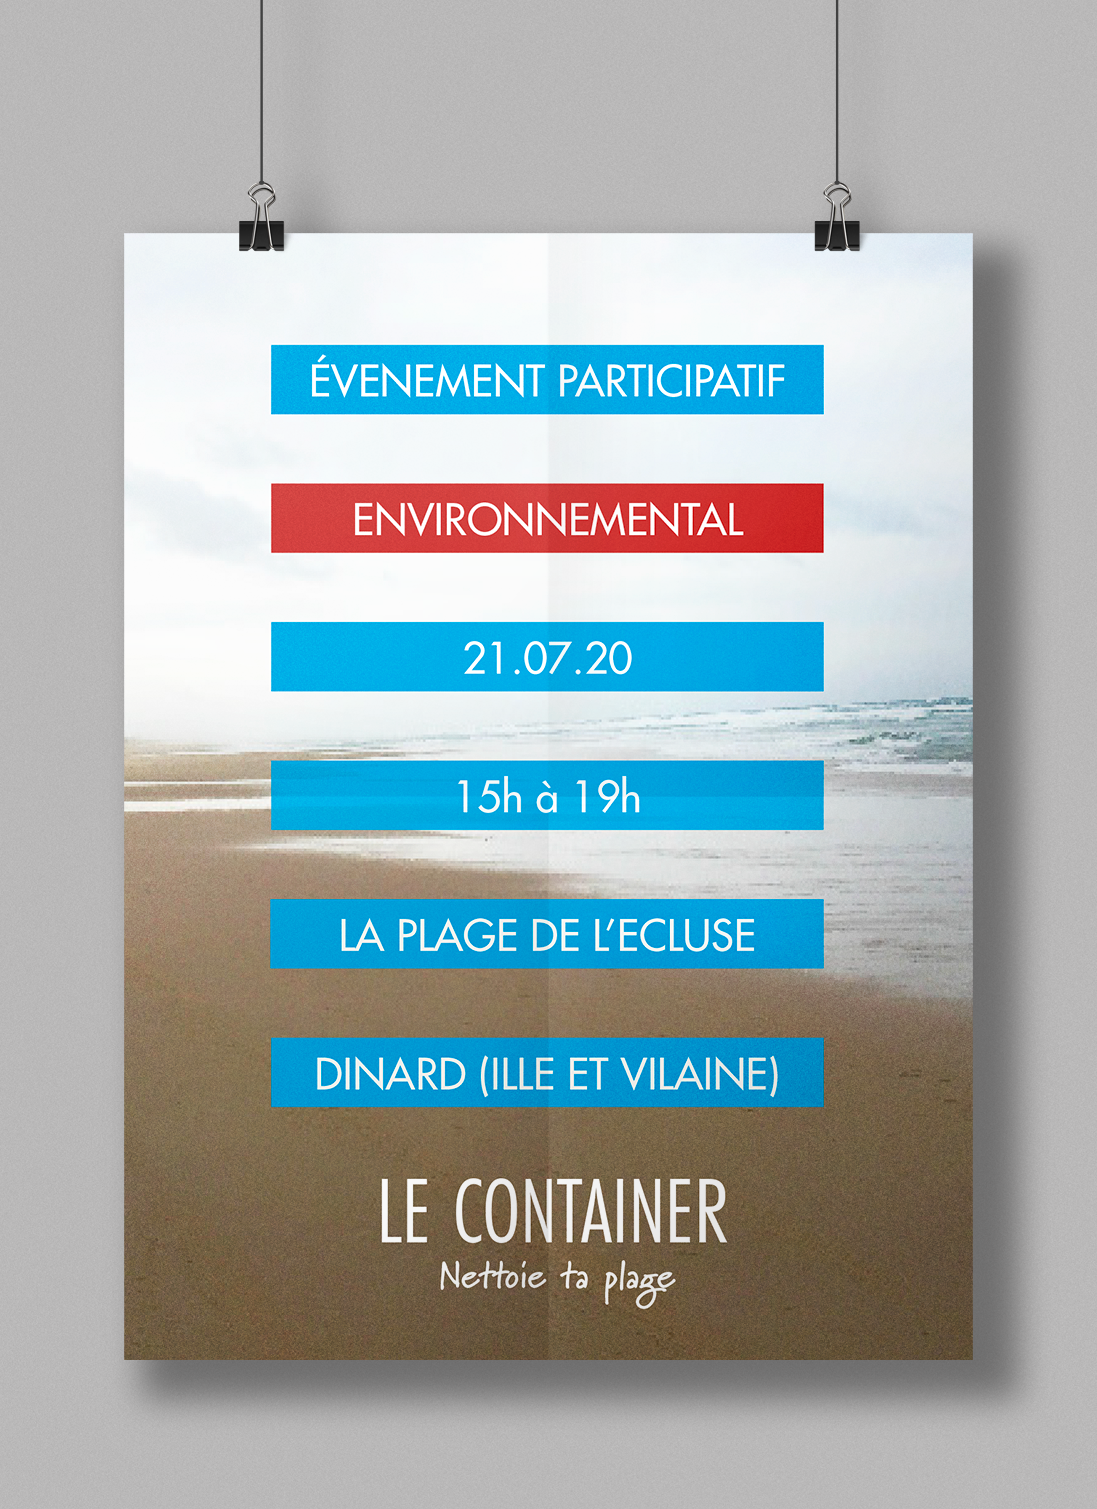 ÉVENEMENT PARTICIPATIF
ENVIRONNEMENTAL
21.07.20
15h à 19h
LA PLAGE DE L'ECLUSE
DINARD (ILLE ET VILAINE)
LE CONTAINER
Nettoie ta plage